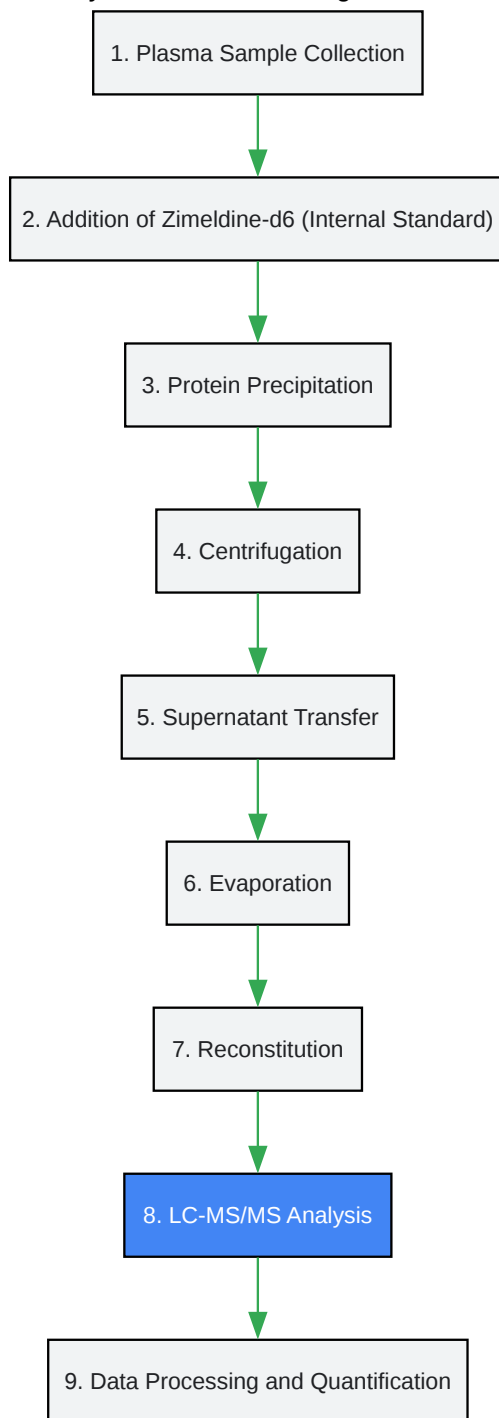 1. Plasma Sample Collection
2. Addition of Zimeldine-d6 (Internal Standard)
3. Protein Precipitation
4. Centrifugation
5. Supernatant Transfer
6. Evaporation
7. Reconstitution
8. LC-MS/MS Analysis
9. Data Processing and Quantification